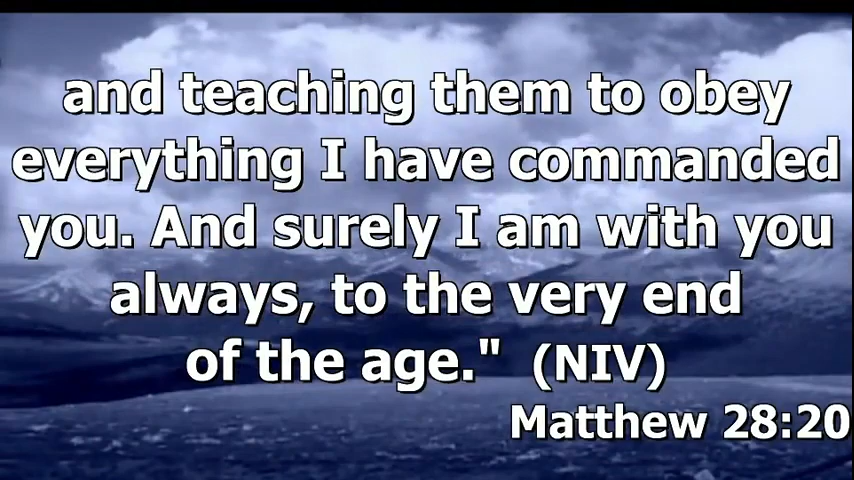 and teaching them to obey
everything I have commanded
you. And surely I am with you
always, to the very end
of the age." (NIV)
Matthew 28:20